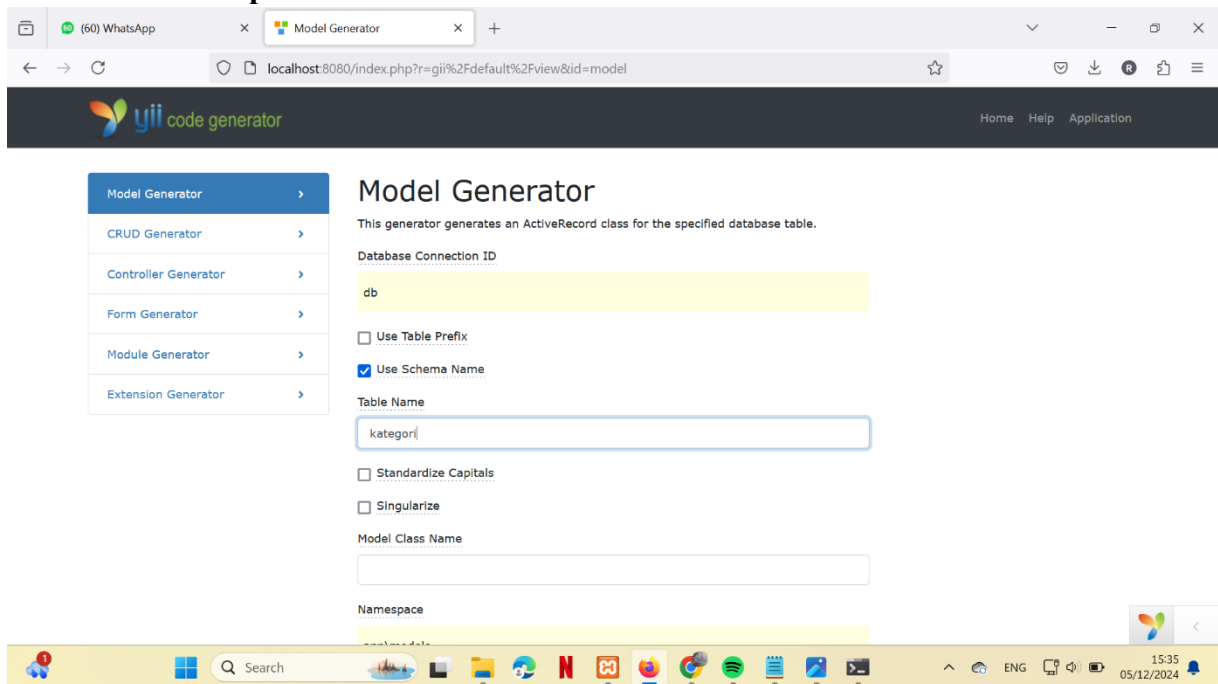 (60) WhatsApp
Model Generator
localhost:8080/index.php?r=gii%2Fdefault%2Fview&id=model
yii code generator
Home Help Application
Model Generator
CRUD Generator
Controller Generator
Form Generator
Module Generator
Extension Generator
Model Generator
This generator generates an ActiveRecord class for the specified database table.
Database Connection ID
db
Use Table Prefix
Use Schema Name
Table Name
kategori
Standardize Capitals
Singularize
Model Class Name
Namespace
app\models
Search
ENG
15:35
05/12/2024